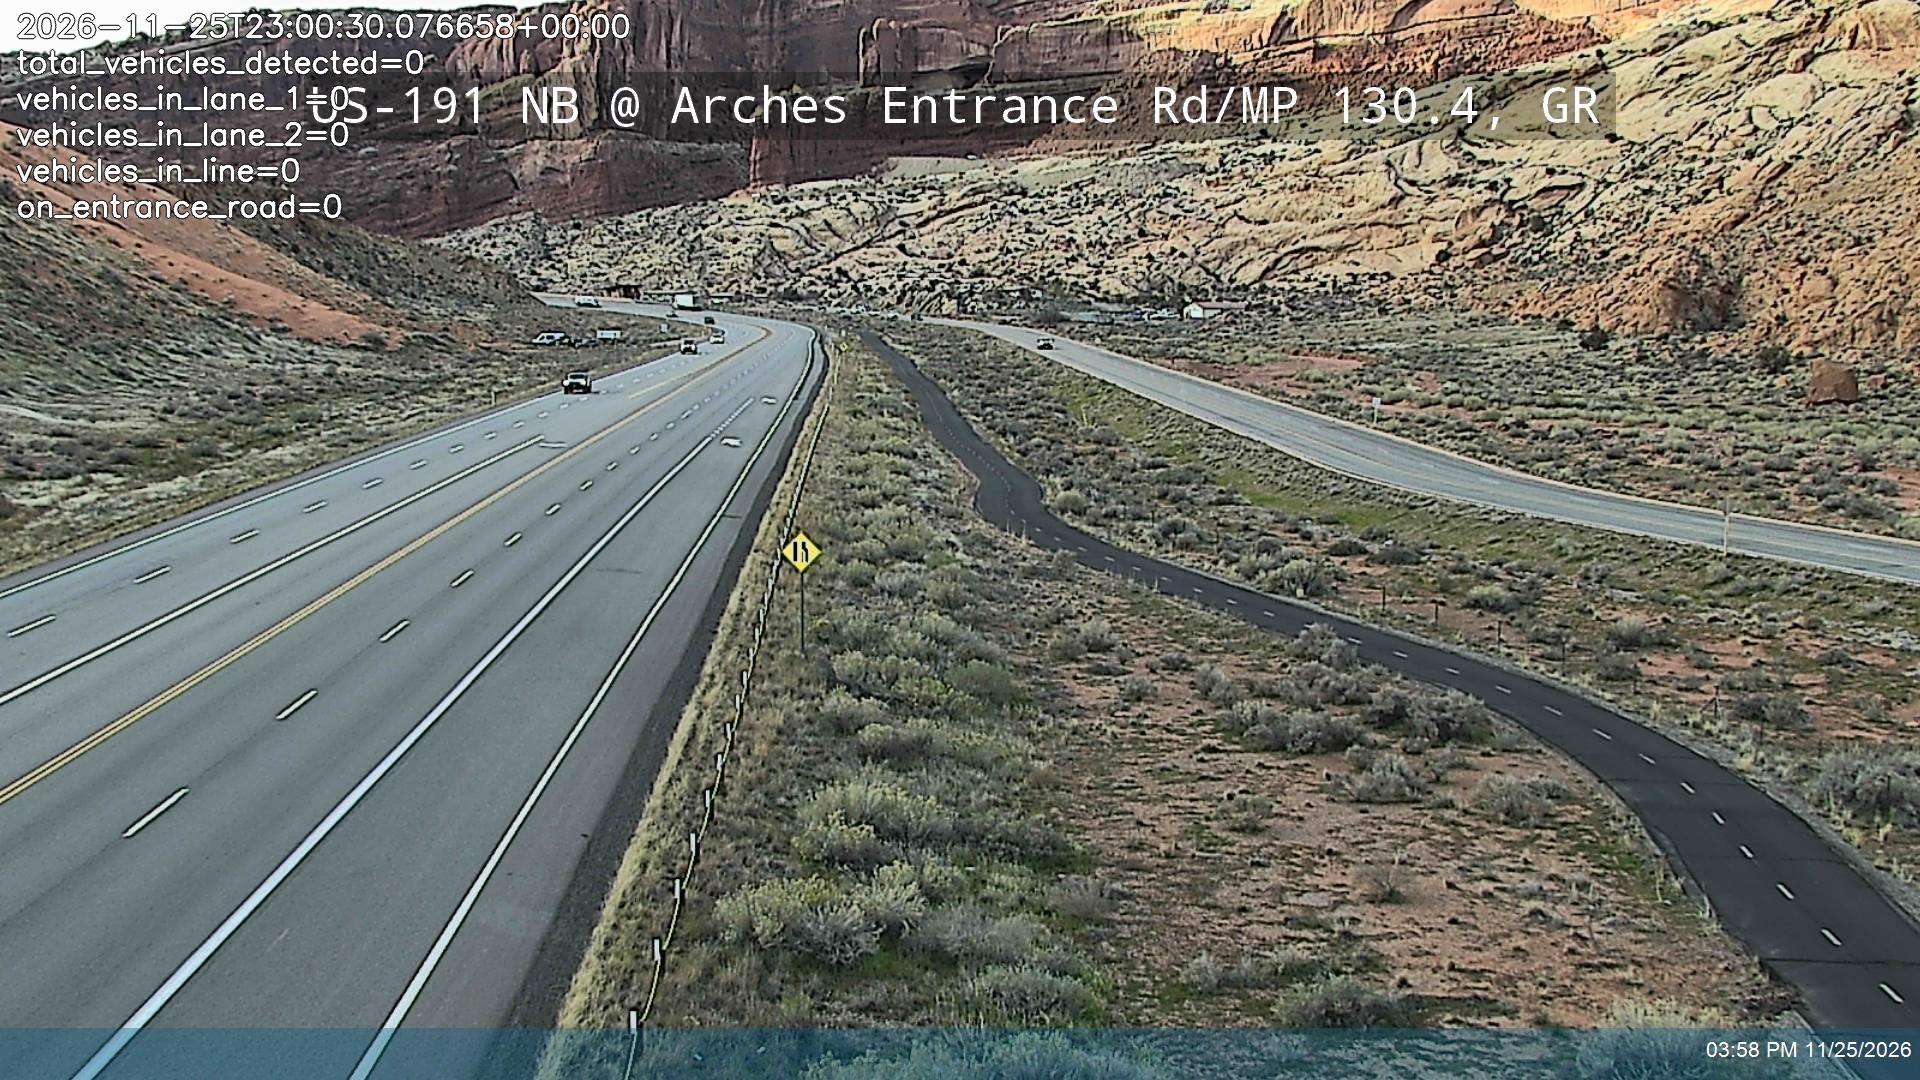 2026-11-25T23:00:30.076658+00:00
total_vehicles_detected=0
vehicles_in_lane_1=0
US-191 NB @ Arches Entrance Rd/MP 130.4, GR
vehicles_in_lane_2=0
vehicles_in_line=0
on_entrance_road=0
03:58 PM 11/25/2026